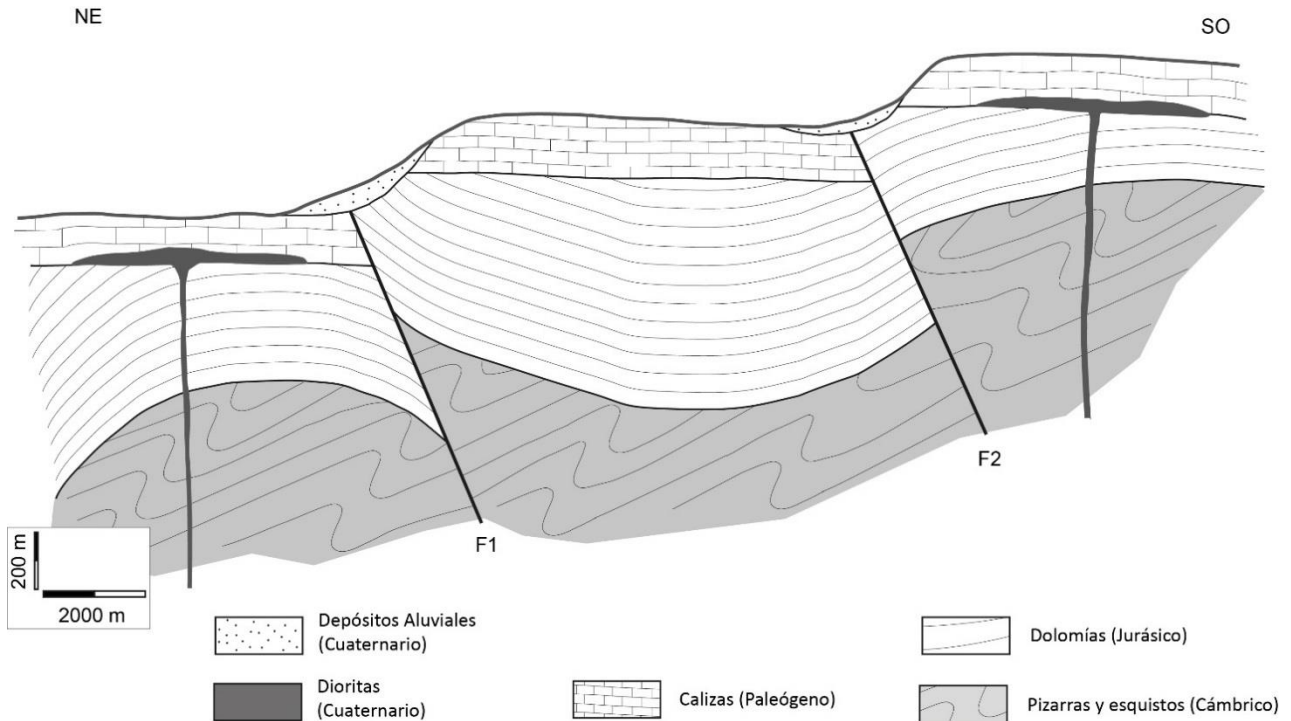 NE
SO
F1
F2
200 m
2000 m
Depósitos Aluviales
(Cuaternario)
Dolomías (Jurásico)
Dioritas
(Cuaternario)
Calizas (Paleógeno)
Pizarras y esquistos (Cámbrico)